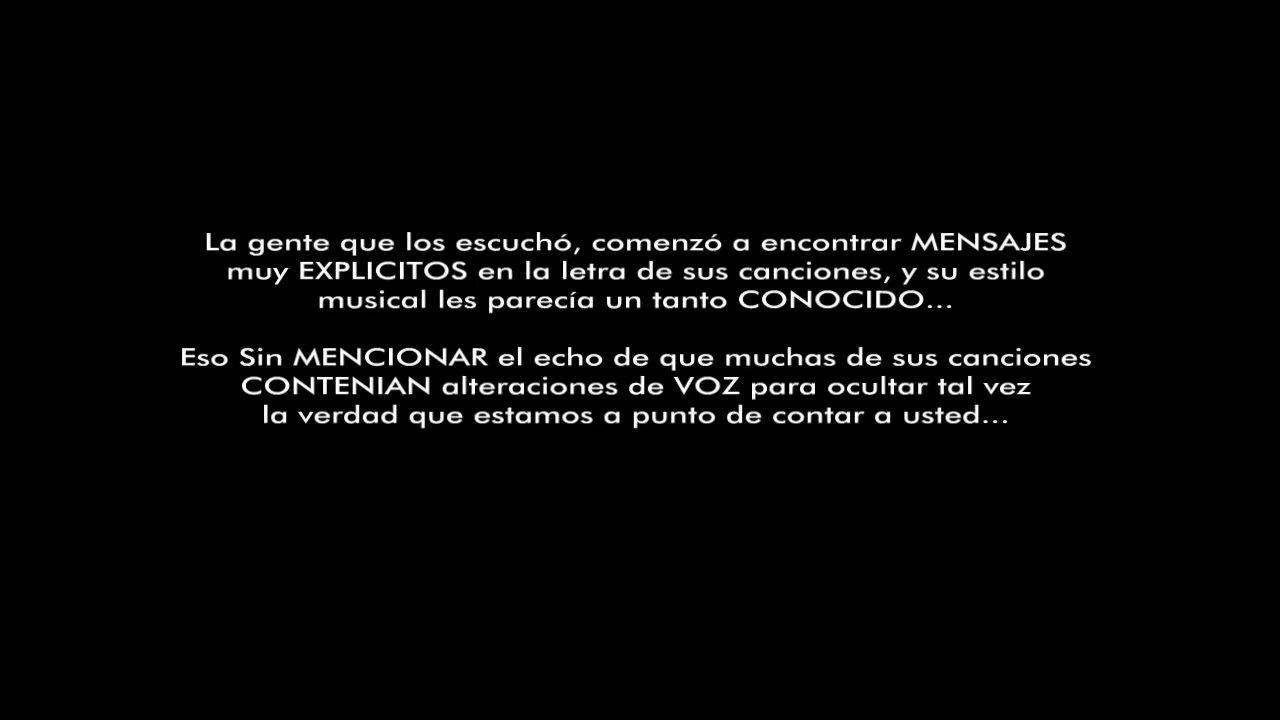 La gente que los escuchó, comenzó a encontrar MENSAJES
muy EXPLICITOS en la letra de sus canciones, y su estilo
musical les parecía un tanto CONOCIDO...
Eso Sin MENCIONAR el echo de que muchas de sus canciones
CONTENIAN alteraciones de VOZ para ocultar tal vez
la verdad que estamos a punto de contar a usted...